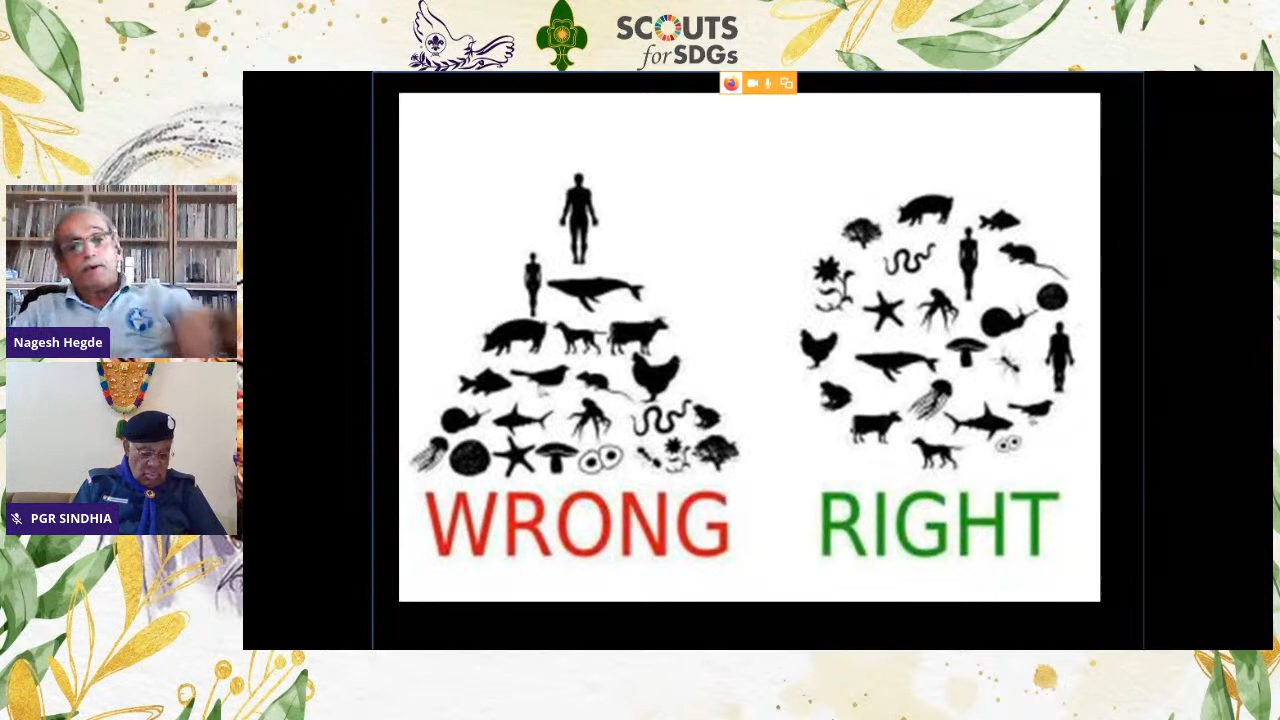 SCOUTS
for SDGs
Nagesh Hegde
PGR SINDHIA
WRONG
RIGHT